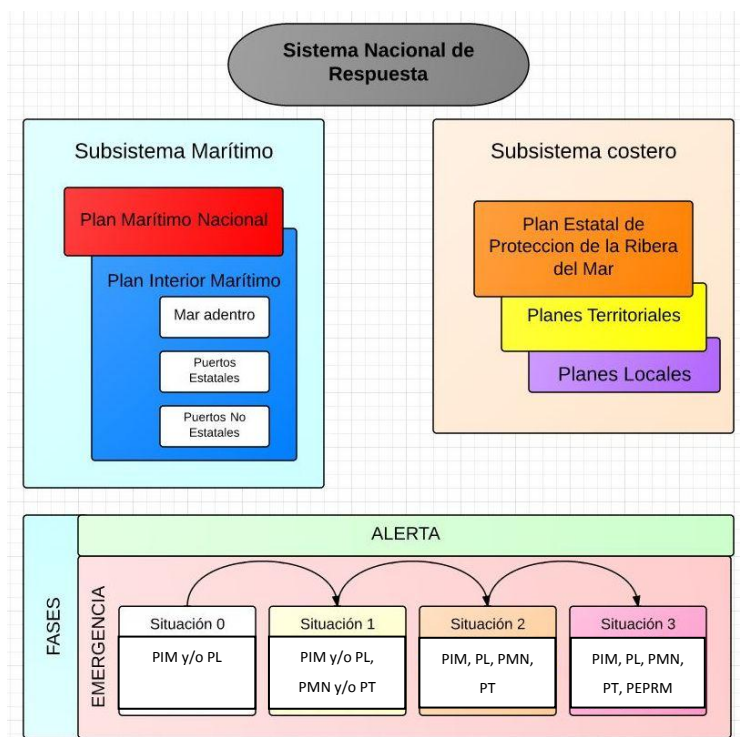 Sistema Nacional de
Respuesta
Subsistema Marítimo
Plan Marítimo Nacional
Plan Interior Marítimo
Mar adentro
Puertos
Estatales
Puertos No
Estatales
Subsistema costero
Plan Estatal de
Proteccion de la Ribera
del Mar
Planes Territoriales
Planes Locales
FASES
ALERTA
EMERGENCIA
Situación 0
PIM y/o PL
Situación 1
PIM y/o PL,
PMN y/o PT
Situación 2
PIM, PL, PMN,
PT
Situación 3
PIM, PL, PMN,
PT, PEPRM